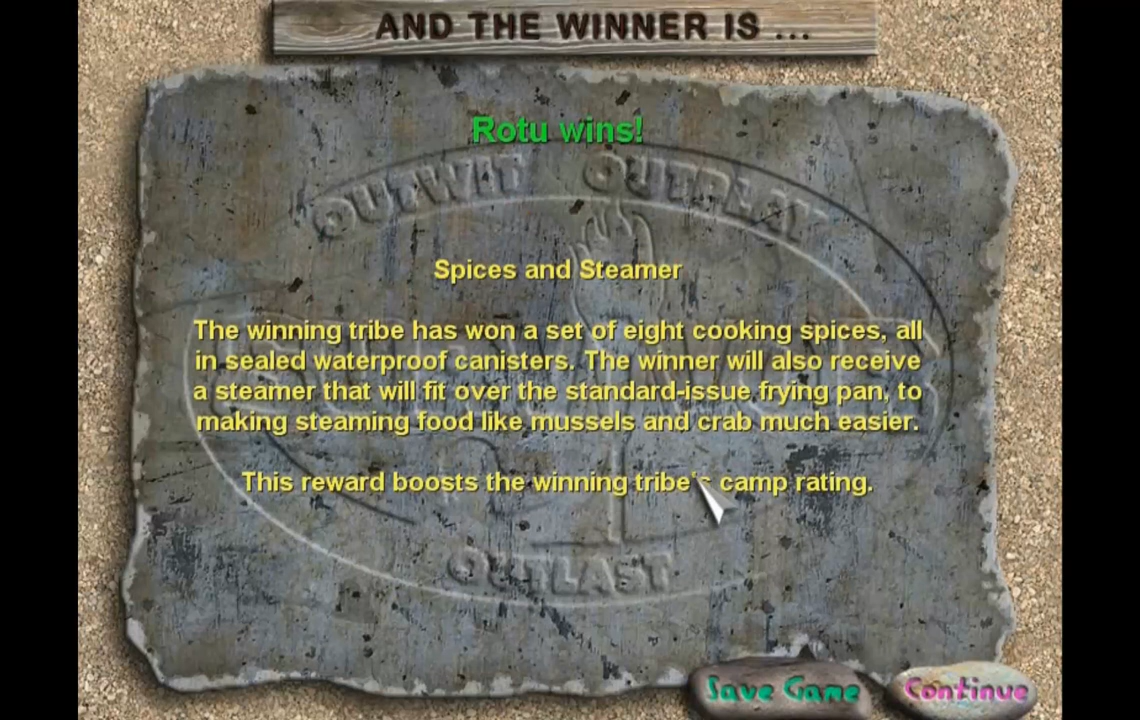 AND THE WINNER IS ...
Rotu wins!
OUTWIT OUTPLAY
Spices and Steamer
The winning tribe has won a set of eight cooking spices, all
in sealed waterproof canisters. The winner will also receive
a steamer that will fit over the standard-issue frying pan, to
making steaming food like mussels and crab much easier.
This reward boosts the winning tribe's camp rating.
OUTLAST
Save Game
Continue